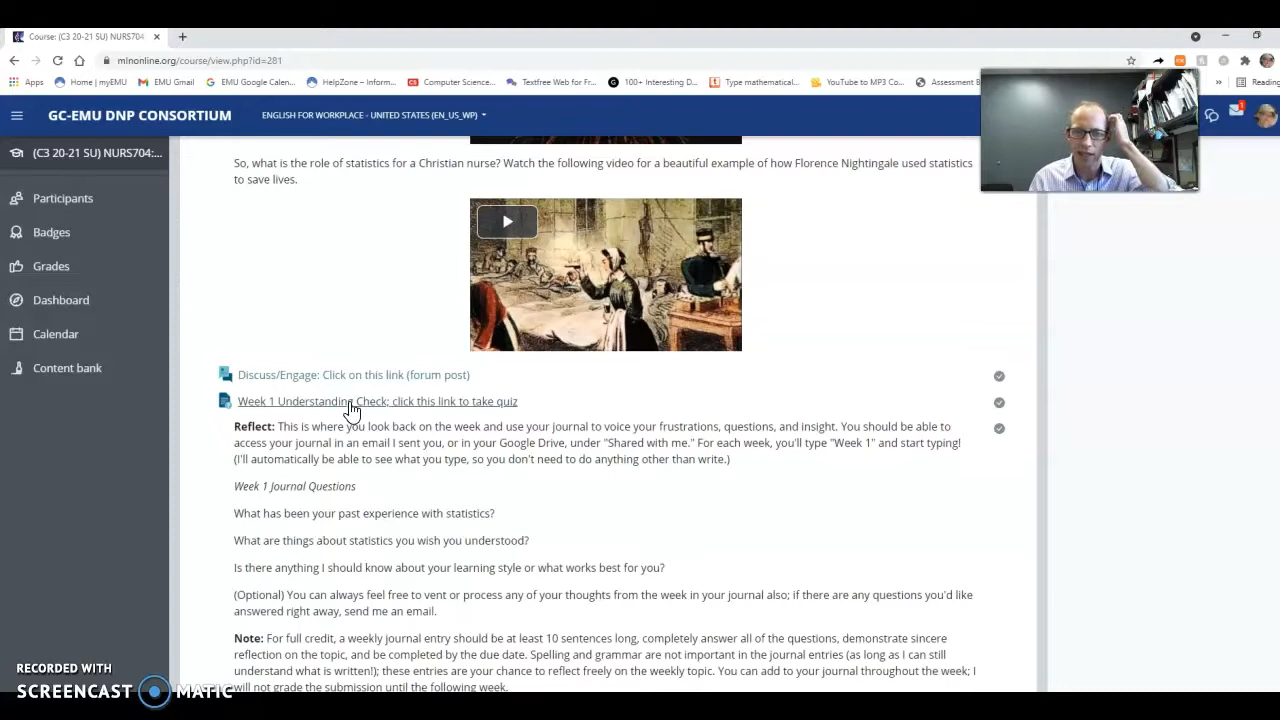 Course: (C3 20-21 SU) NURS704
mlnonline.org/course/view.php?id=281
Apps
Home | myEMU
EMU Gmail
EMU Google Calen...
HelpZone – Inform...
Computer Science...
Textfree Web for Fr...
100+ Interesting D...
Type mathematical...
YouTube to MP3 Co...
Assessment B
»
Reading
GC-EMU DNP CONSORTIUM
ENGLISH FOR WORKPLACE - UNITED STATES (EN_US_WP)
1
(C3 20-21 SU) NURS704:...
Participants
Badges
Grades
Dashboard
Calendar
Content bank
So, what is the role of statistics for a Christian nurse? Watch the following video for a beautiful example of how Florence Nightingale used statistics
to save lives.
Discuss/Engage: Click on this link (forum post)
Week 1 Understanding Check; click this link to take quiz
Reflect: This is where you look back on the week and use your journal to voice your frustrations, questions, and insight. You should be able to
access your journal in an email I sent you, or in your Google Drive, under "Shared with me." For each week, you'll type "Week 1" and start typing!
(I'll automatically be able to see what you type, so you don't need to do anything other than write.)
Week 1 Journal Questions
What has been your past experience with statistics?
What are things about statistics you wish you understood?
Is there anything I should know about your learning style or what works best for you?
(Optional) You can always feel free to vent or process any of your thoughts from the week in your journal also; if there are any questions you'd like
answered right away, send me an email.
Note: For full credit, a weekly journal entry should be at least 10 sentences long, completely answer all of the questions, demonstrate sincere
reflection on the topic, and be completed by the due date. Spelling and grammar are not important in the journal entries (as long as I can still
understand what is written!); these entries are your chance to reflect freely on the weekly topic. You can add to your journal throughout the week; I
will not grade the submission until the following week.
RECORDED WITH
SCREENCAST MATIC